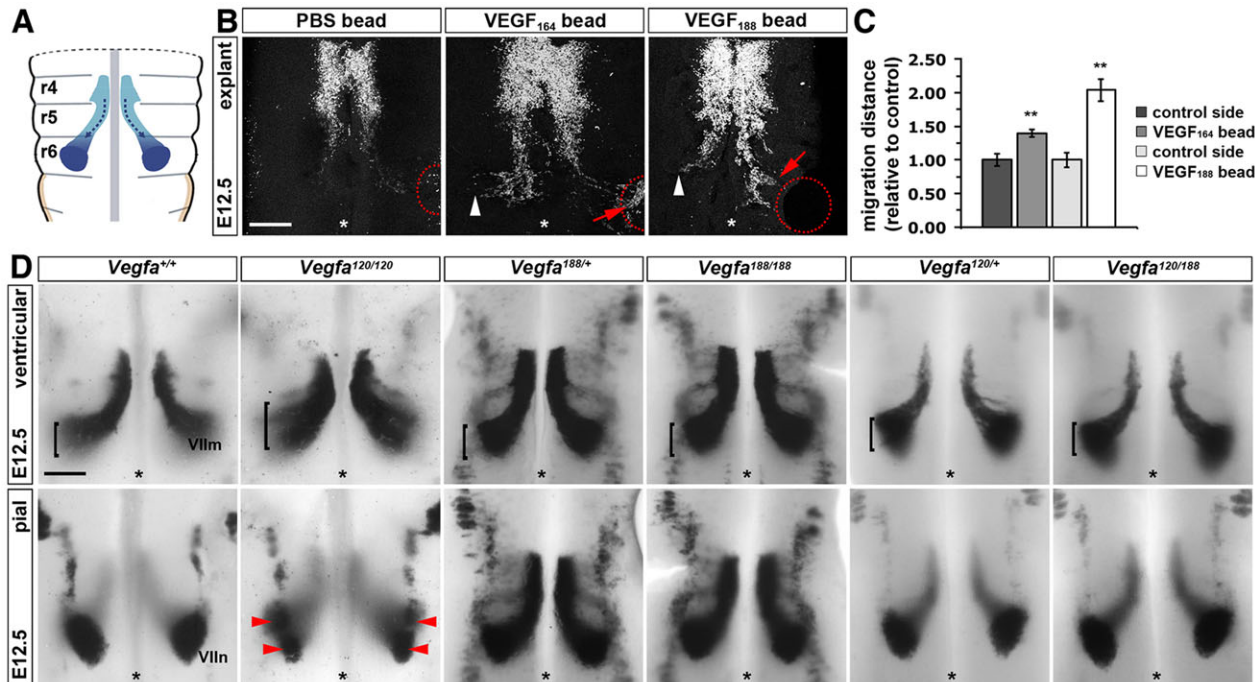 A
r4
r5
r6
B
PBS bead
VEGF164 bead
VEGF188 bead
explant
E12.5
*
*
*
C
migration distance
(relative to control)
2.50
2.00
1.50
1.00
0.50
0.00
**
**
control side
VEGF164 bead
control side
VEGF188 bead
D
Vegfa+/+
Vegfa120/120
Vegfa188/+
Vegfa188/188
Vegfa120/+
Vegfa120/188
ventricular
E12.5
VIIm
*
*
*
*
*
*
pial
E12.5
VIIn
*
*
*
*
*
*